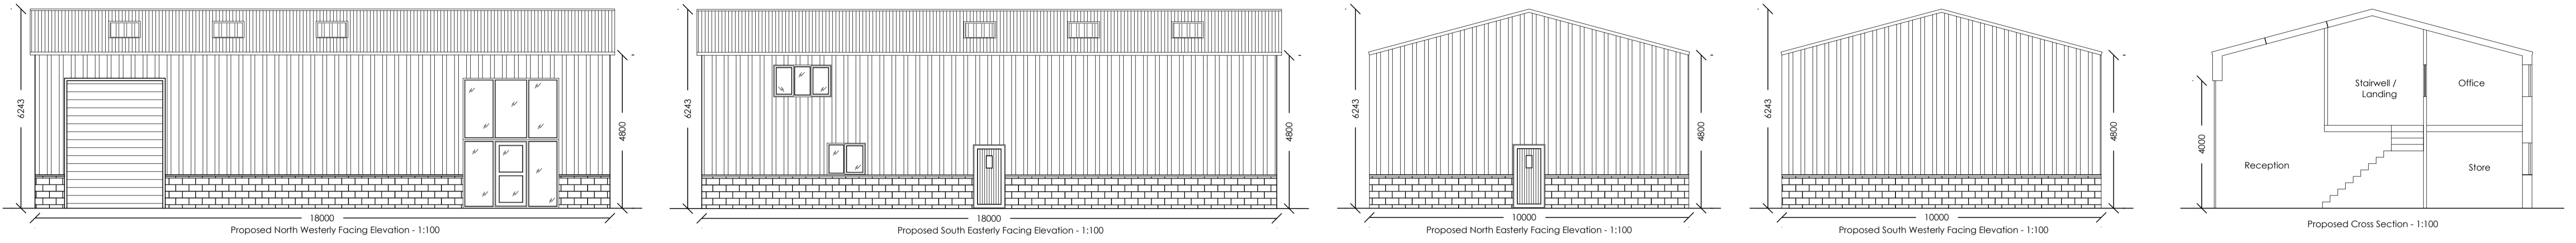 6243
4800
18000
Proposed North Westerly Facing Elevation - 1:100
6243
4800
18000
Proposed South Easterly Facing Elevation - 1:100
6243
4800
10000
Proposed North Easterly Facing Elevation - 1:100
6243
4800
10000
Proposed South Westerly Facing Elevation - 1:100
Stairwell /
Landing
Office
4000
Reception
Store
Proposed Cross Section - 1:100